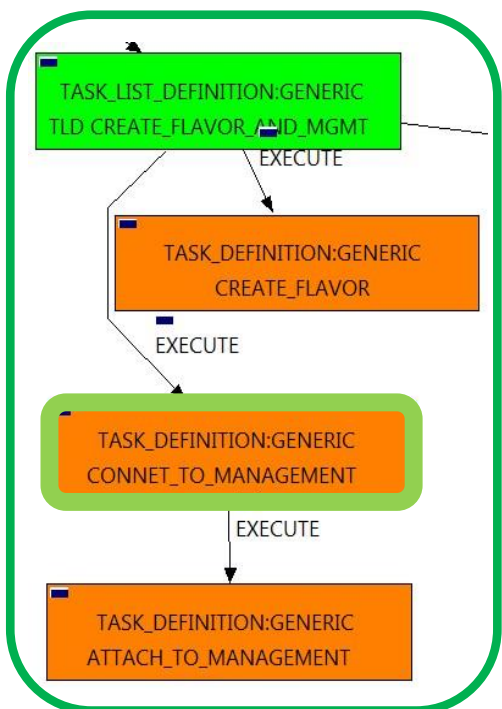 TASK_LIST_DEFINITION:GENERIC
TLD CREATE_FLAVOR_AND_MGMT
EXECUTE
TASK_DEFINITION:GENERIC
CREATE_FLAVOR
EXECUTE
TASK_DEFINITION:GENERIC
CONNET_TO_MANAGEMENT
EXECUTE
TASK_DEFINITION:GENERIC
ATTACH_TO_MANAGEMENT